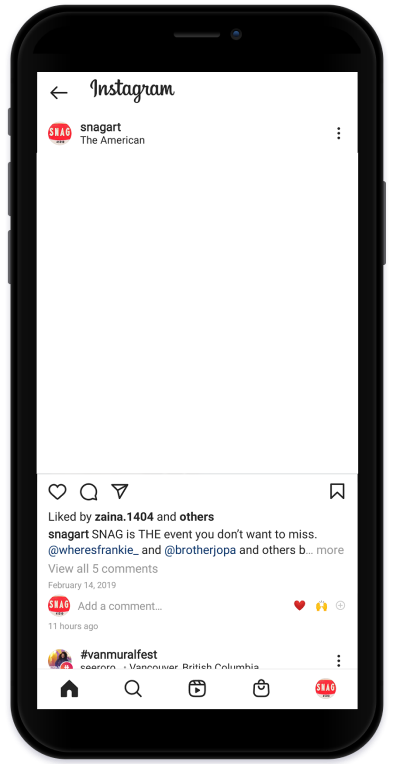 Instagram
SNAG
snagart
The American
Liked by zaina.1404 and others
snagart SNAG is THE event you don’t want to miss.
@wheresfrankie_ and @brotherjopa and others b... more
View all 5 comments
February 14, 2019
SNAG
Add a comment...
11 hours ago
#vanmuralfest
seeroro_ · Vancouver, British Columbia
SNAG